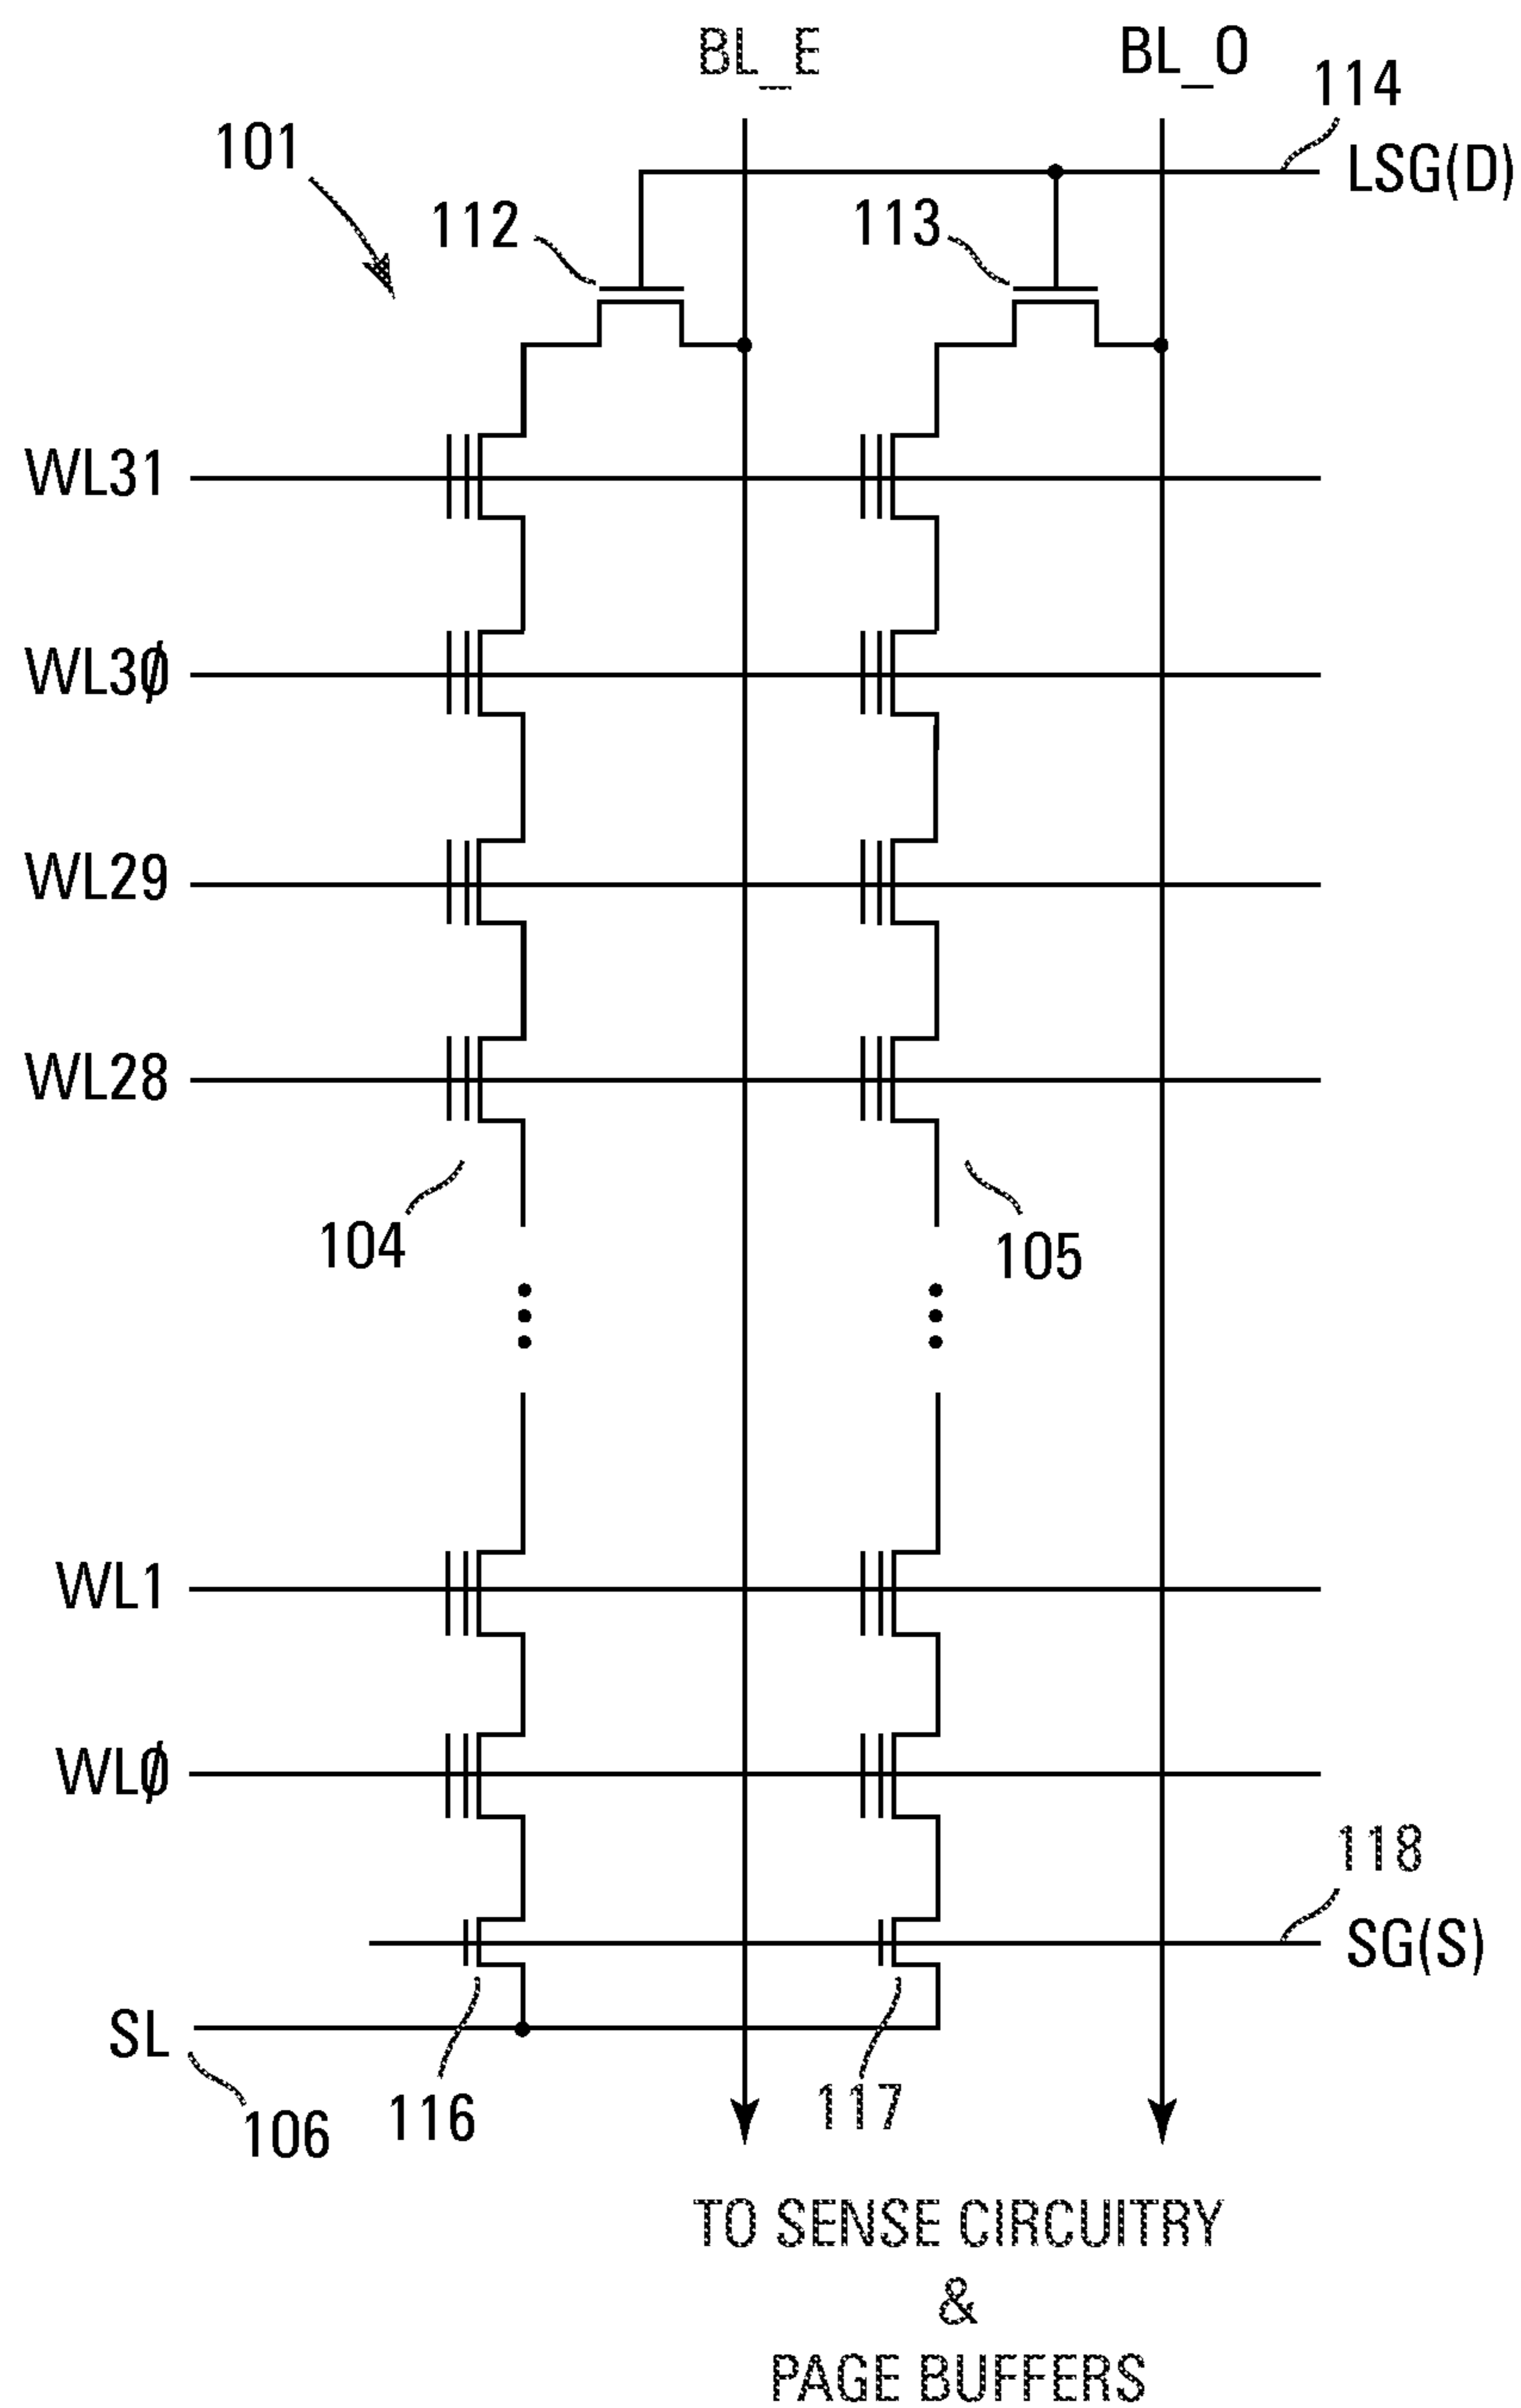 BL_E
BL_O
114
LSG(D)
101
112
113
WL31
WL3Ø
WL29
WL28
104
105
WL1
WLØ
118
SG(S)
SL
106
116
117
TO SENSE CIRCUITRY
&
PAGE BUFFERS